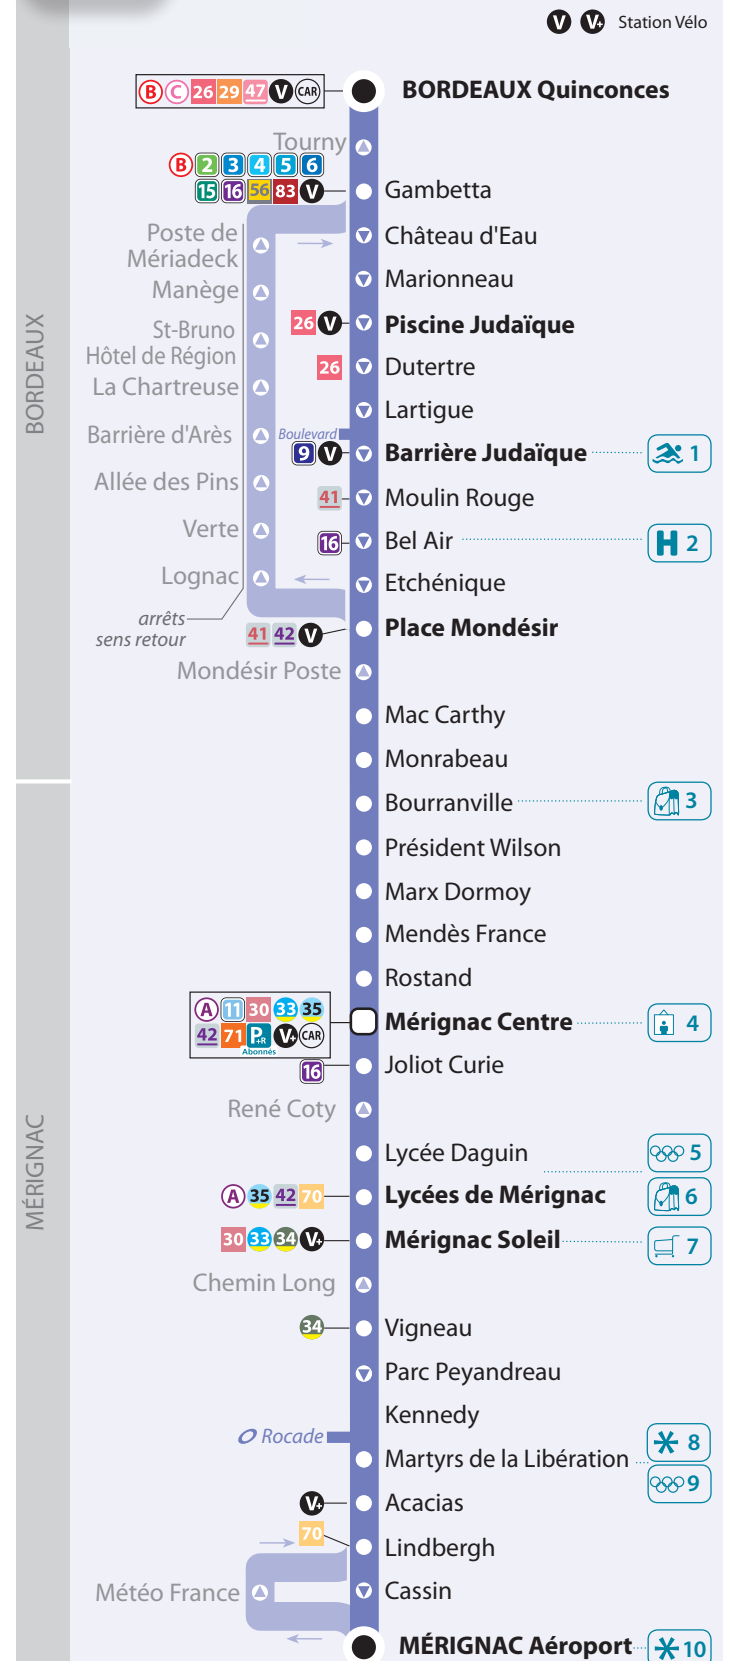 V V+ Station Vélo
B C 26 29 47 V CAR BORDEAUX Quinconces
Tourny
B 2 3 4 5 6
15 16 56 83 V Gambetta
Château d'Eau
Poste de
Mériadeck
Marionneau
Manège
26 V Piscine Judaïque
St-Bruno
Hôtel de Région
26 Dutertre
La Chartreuse
Lartigue
Barrière d'Arès
Boulevard
9 V Barrière Judaïque 1
Allée des Pins
41 Moulin Rouge
Verte
16 Bel Air H 2
Lognac
Etchénique
arrêts
sens retour
41 42 V Place Mondésir
Mondésir Poste
Mac Carthy
Monrabeau
Bourranville 3
Président Wilson
Marx Dormoy
Mendès France
Rostand
A 11 30 33 35
42 71 P+R V+ CAR
Abonnés
Mérignac Centre 4
16 Joliot Curie
René Coty
Lycée Daguin 5
A 35 42 70 Lycées de Mérignac 6
30 33 34 V+ Mérignac Soleil 7
Chemin Long
34 Vigneau
Parc Peyandreau
Kennedy
Rocade
8
Martyrs de la Libération
9
V+ Acacias
70 Lindbergh
Météo France
Cassin
MÉRIGNAC Aéroport 10
BORDEAUX
MÉRIGNAC